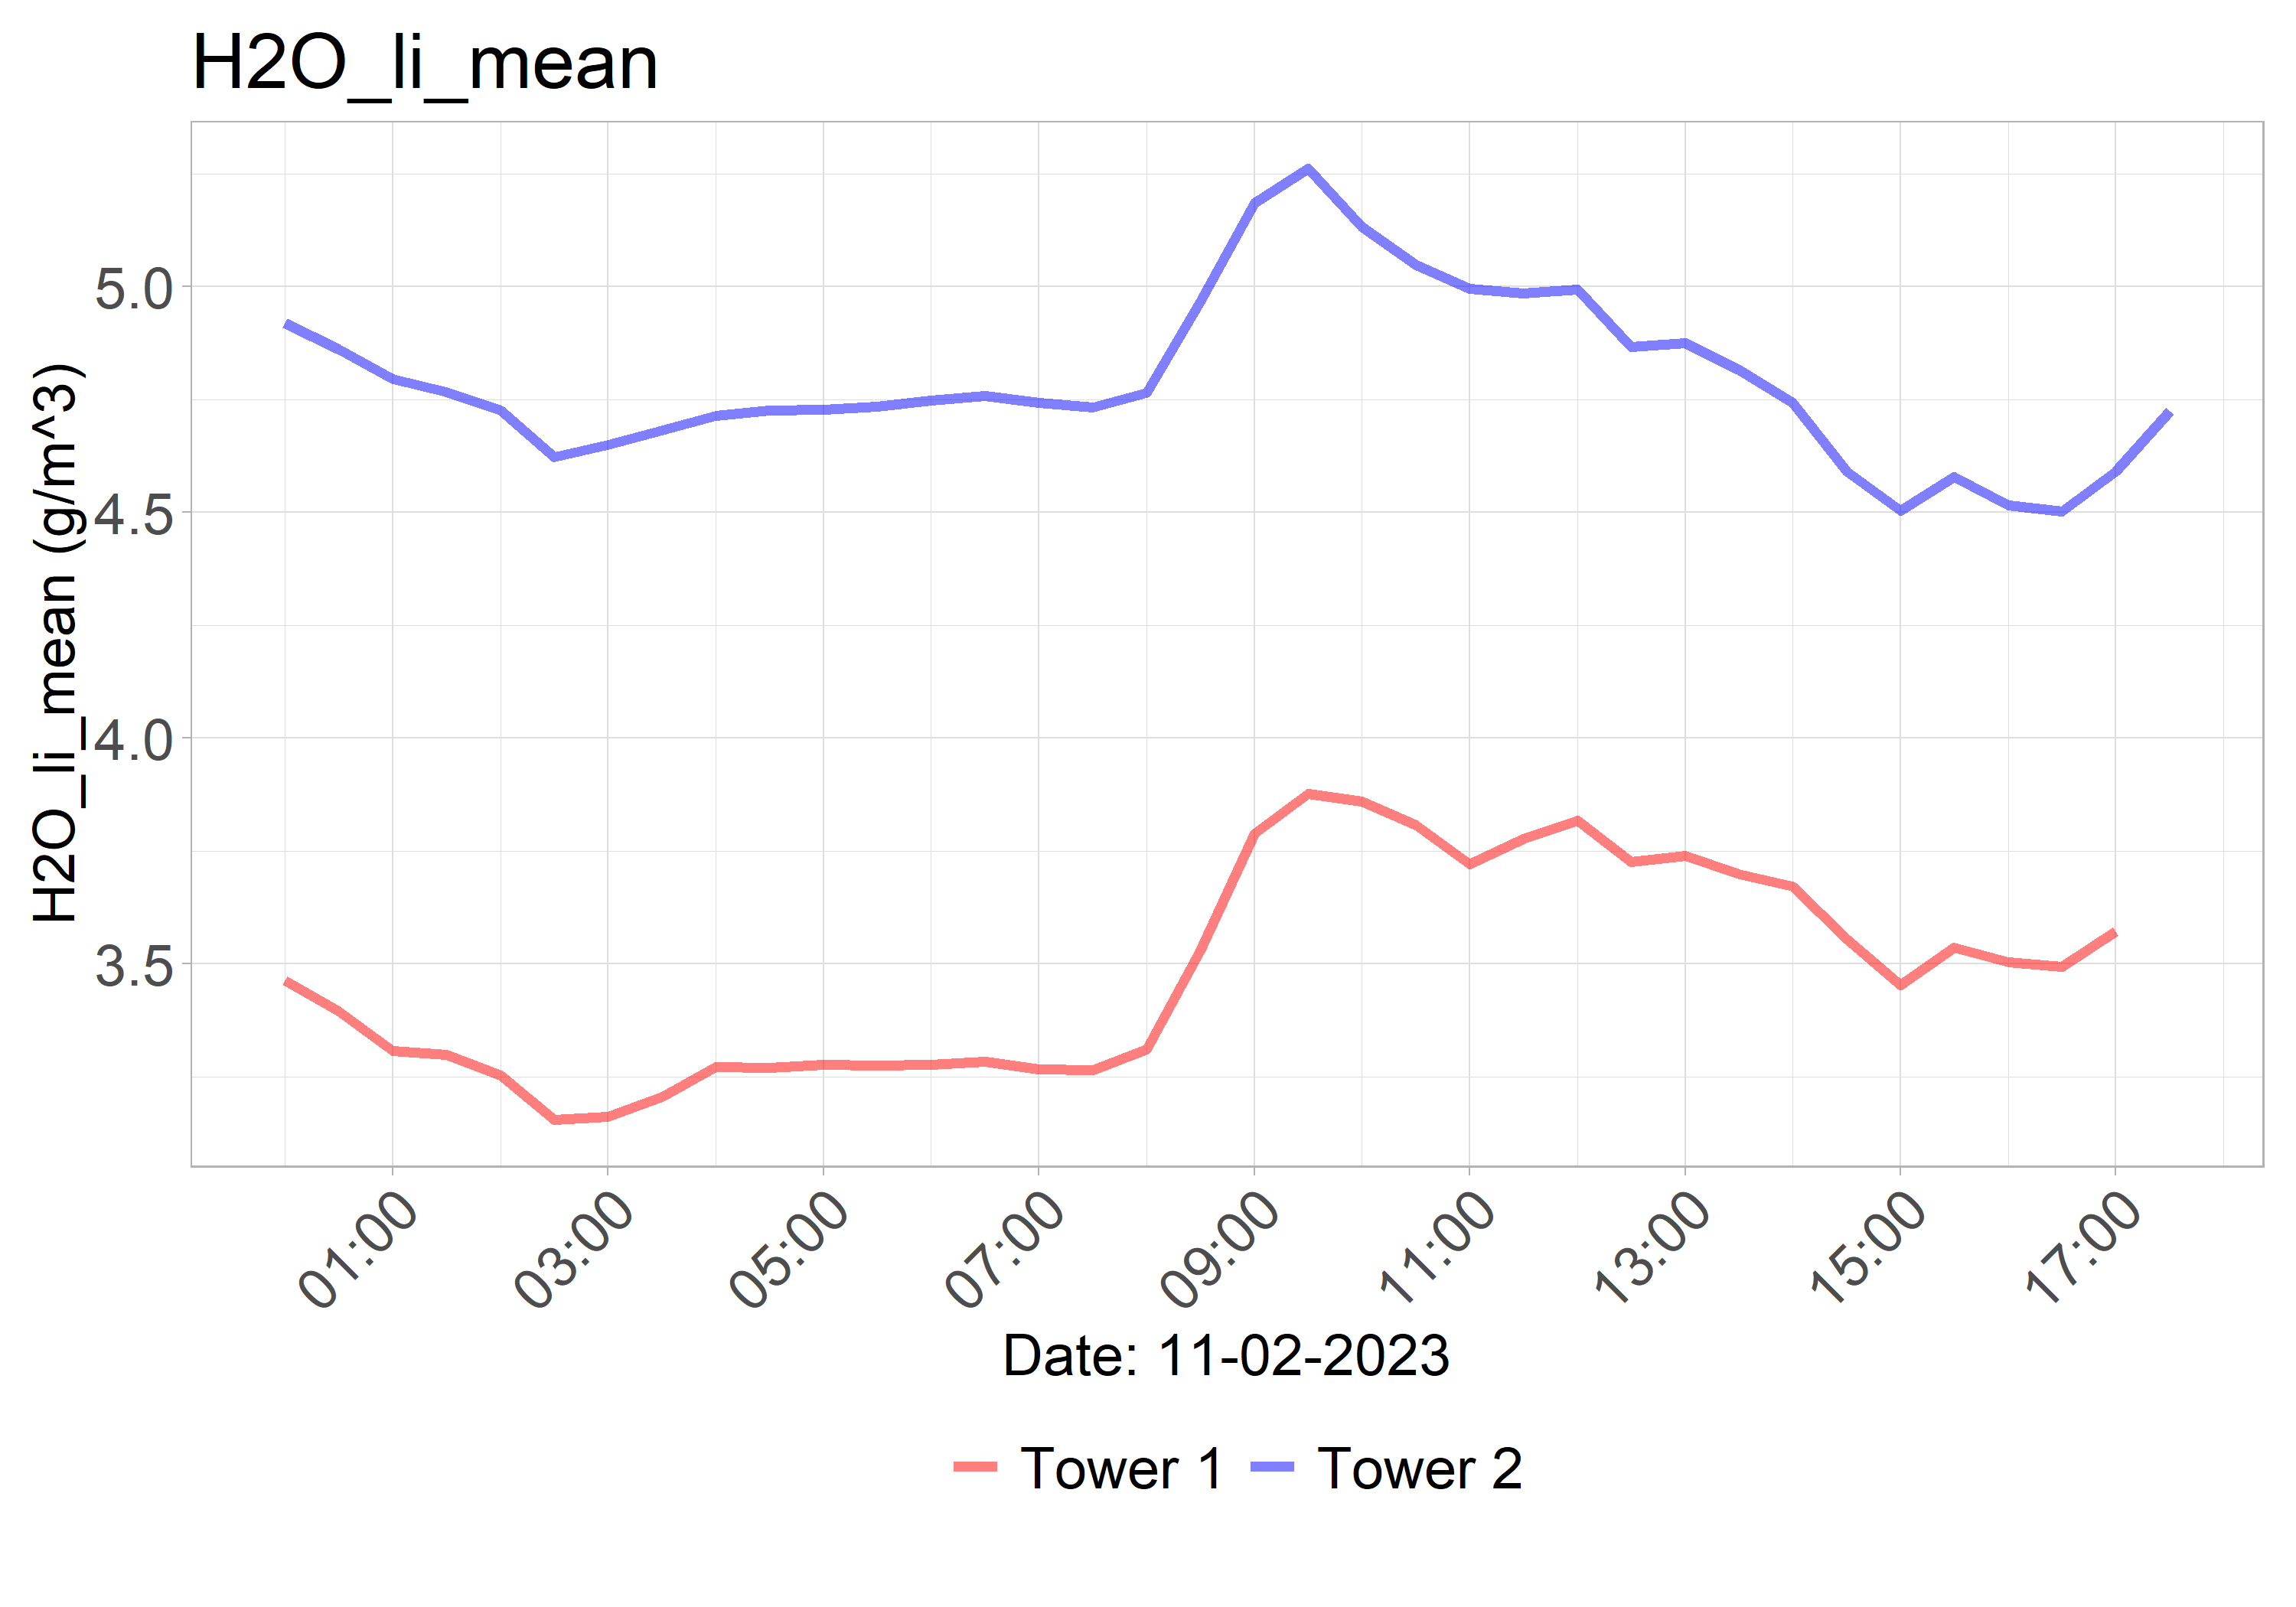 H2O_li_mean
H2O_li_mean (g/m^3)
5.0
4.5
4.0
3.5
01:00 03:00 05:00 07:00 09:00 11:00 13:00 15:00 17:00
Date: 11-02-2023
Tower 1 Tower 2